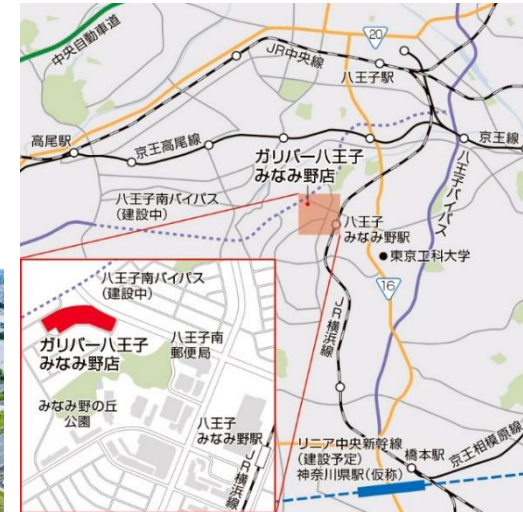 中央自動車道
20
JR中央線
八王子駅
高尾駅
京王高尾線
京王線
ガリバー八王子
みなみ野店
八王子バイパス
八王子南バイパス
(建設中)
八王子
みなみ野駅
東京工科大学
16
JR横浜線
八王子南バイパス
(建設中)
ガリバー八王子
みなみ野店
八王子南
郵便局
みなみ野の丘
公園
八王子
みなみ野駅
JR横浜線
リニア中央新幹線
(建設予定)
神奈川県駅(仮称)
橋本駅
京王相模原線